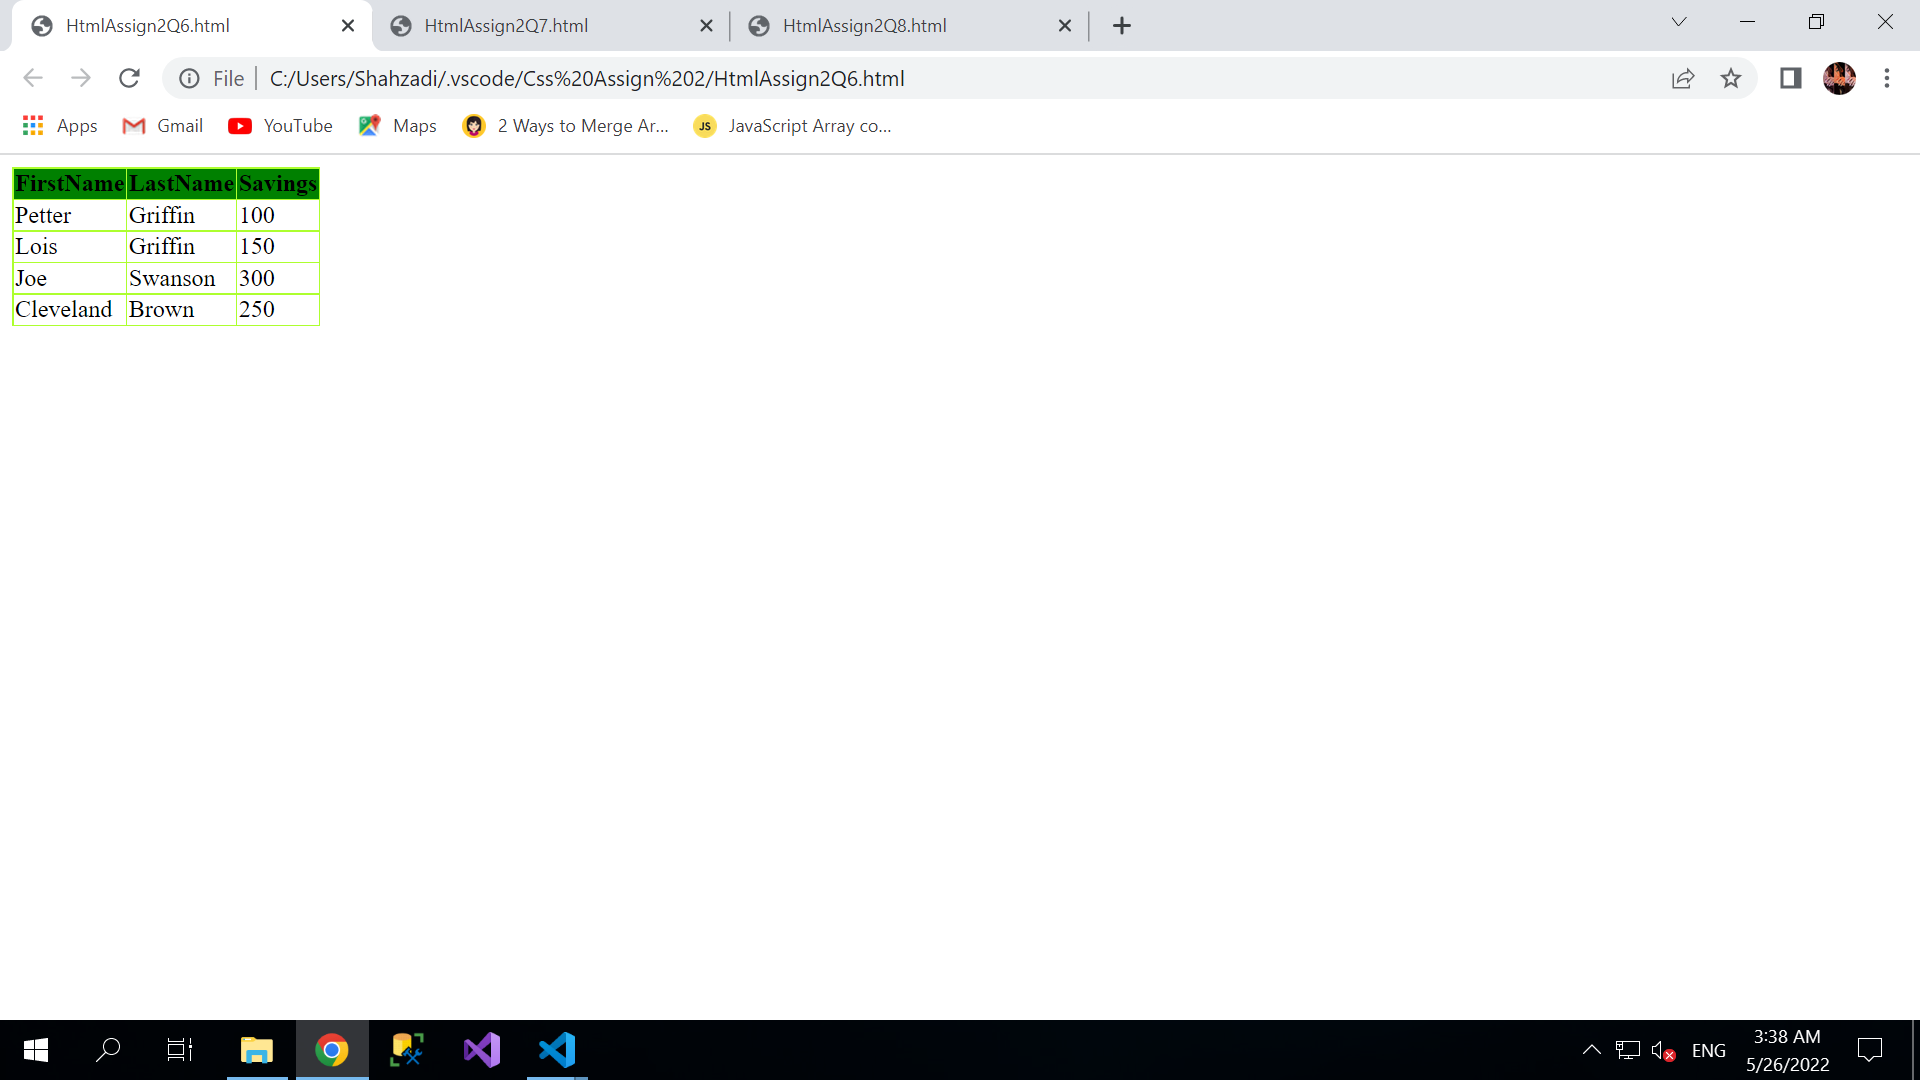 HtmlAssign2Q6.html HtmlAssign2Q7.html HtmlAssign2Q8.html
File C:/Users/Shahzadi/.vscode/Css%20Assign%202/HtmlAssign2Q6.html
Apps Gmail YouTube Maps 2 Ways to Merge Ar... JS JavaScript Array co...
FirstName LastName Savings
Petter Griffin 100
Lois Griffin 150
Joe Swanson 300
Cleveland Brown 250
ENG 3:38 AM
5/26/2022